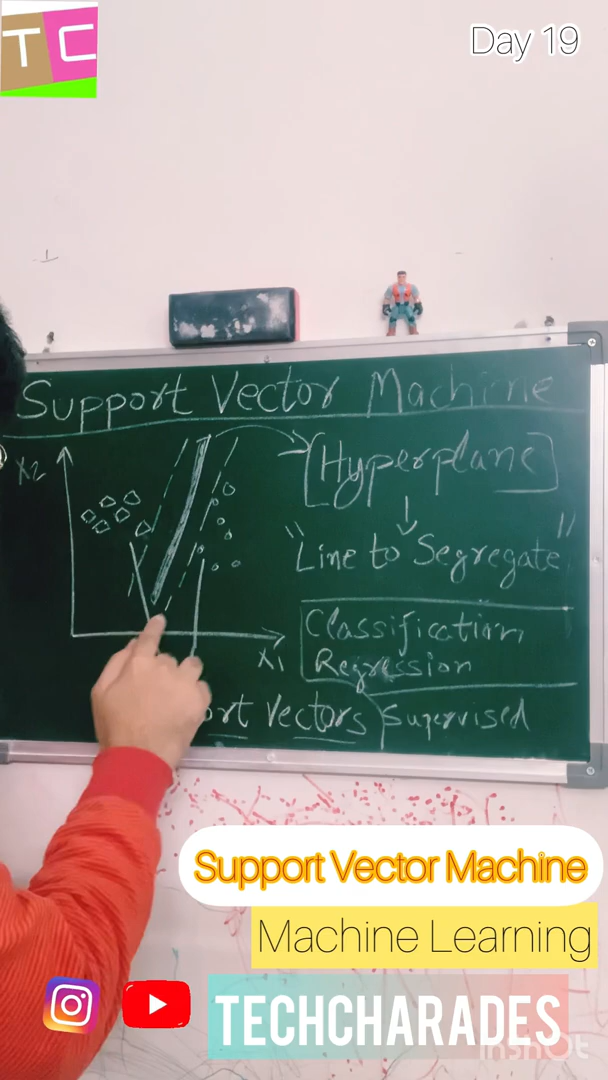 TC
Day 19
Support Vector Machine
X2
[Hyperplane]
"Line to Segregate"
Classification
Regression
X1
ort Vectors
Supervised
Support Vector Machine
Machine Learning
TECHCHARADES
InShOt